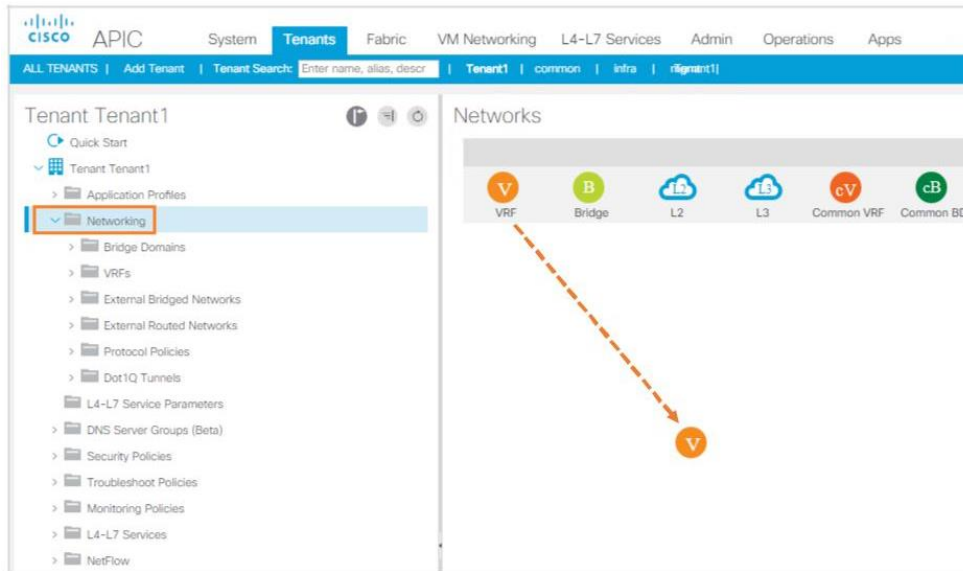 CISCO APIC System Tenants Fabric VM Networking L4-L7 Services Admin Operations Apps
ALL TENANTS | Add Tenant | Tenant Search: Enter name, alias, descr | Tenant1 | common | infra |
Tenant Tenant1
Quick Start
Tenant Tenant1
Application Profiles
Networking
Bridge Domains
VRFs
External Bridged Networks
External Routed Networks
Protocol Policies
Dot1Q Tunnels
L4-L7 Service Parameters
DNS Server Groups (Beta)
Security Policies
Troubleshoot Policies
Monitoring Policies
L4-L7 Services
NetFlow
Networks
V B L2 L3 cV cB
VRF Bridge L2 L3 Common VRF Common BD
V